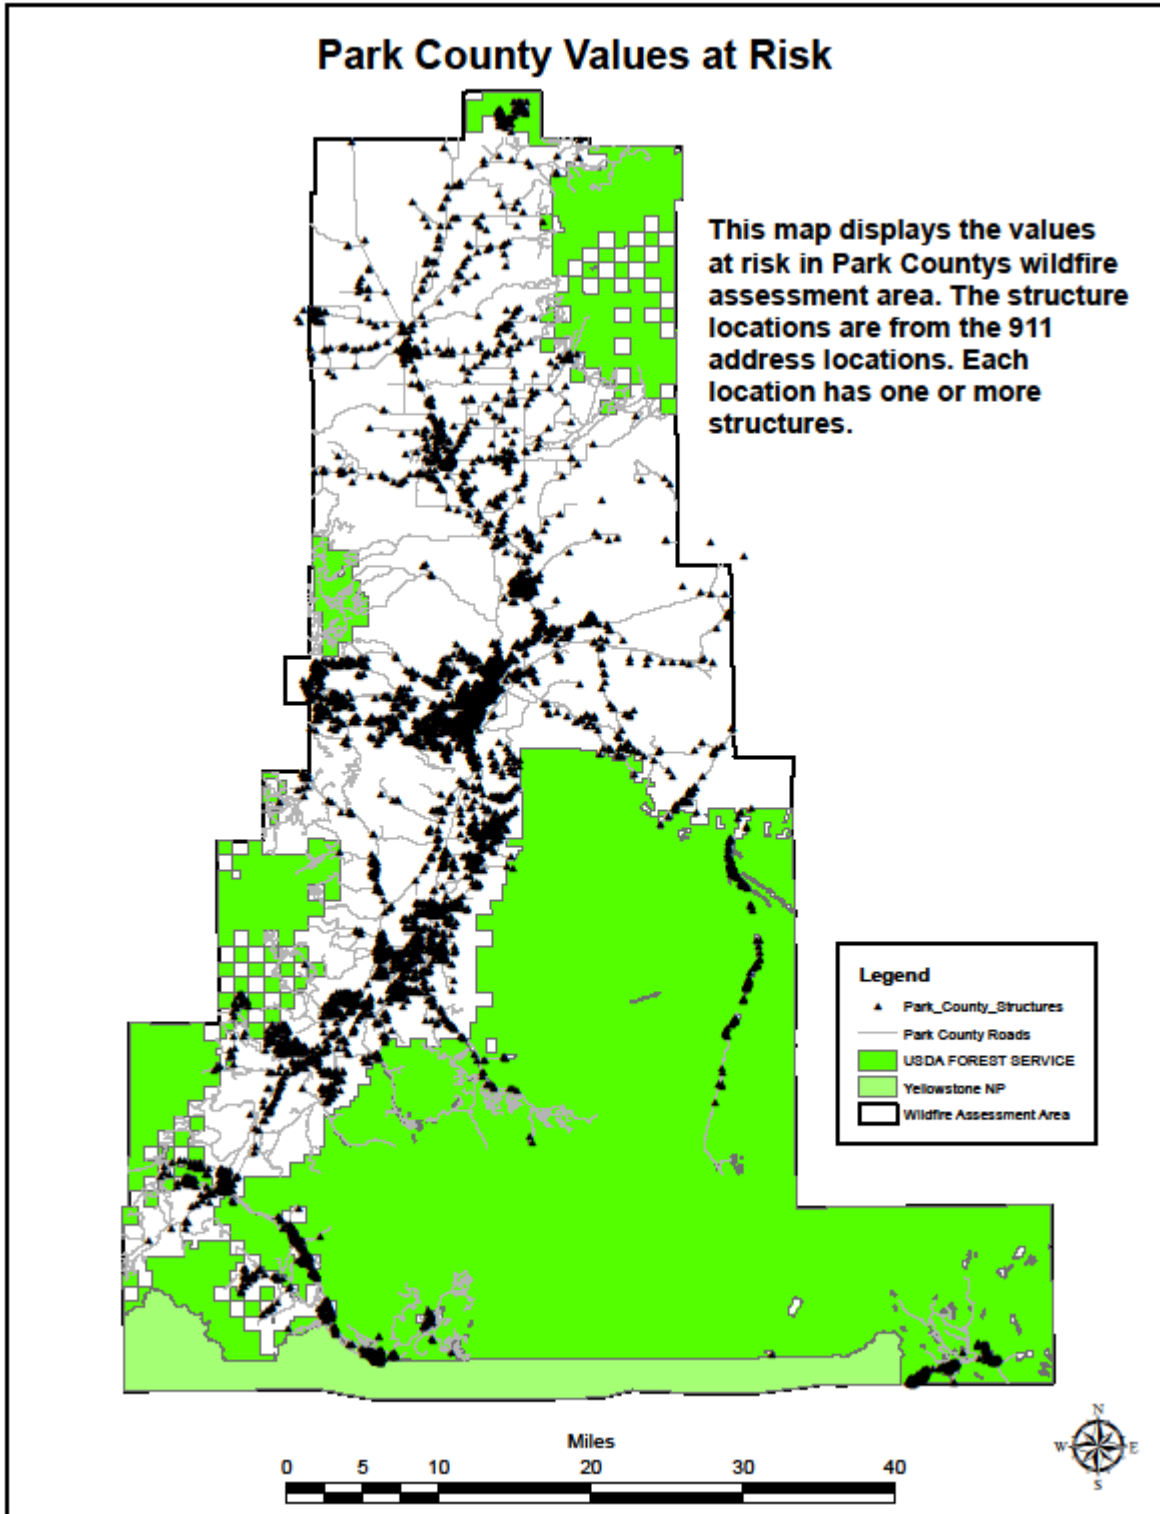 Park County Values at Risk
This map displays the values
at risk in Park Countys wildfire
assessment area. The structure
locations are from the 911
address locations. Each
location has one or more
structures.
Legend
Park_County_Structures
Park County Roads
USDA FOREST SERVICE
Yellowstone NP
Wildfire Assessment Area
N
W E
S
Miles
0 5 10 20 30 40